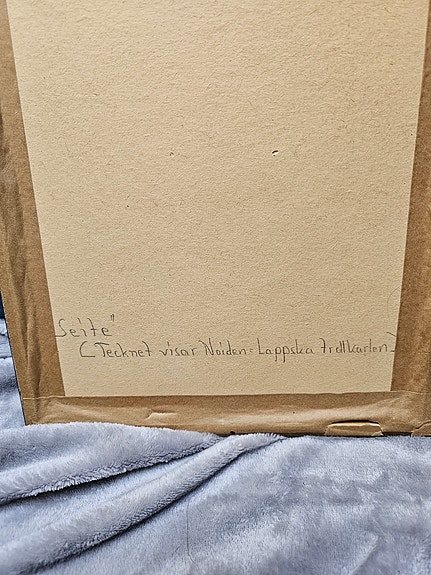 Seite"
(Tecknet visar Noiden = Lappska trollkarlen)